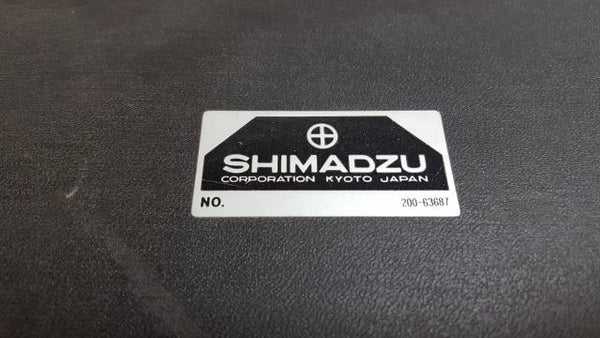 SHIMADZU
CORPORATION KYOTO JAPAN
NO. 200-63687